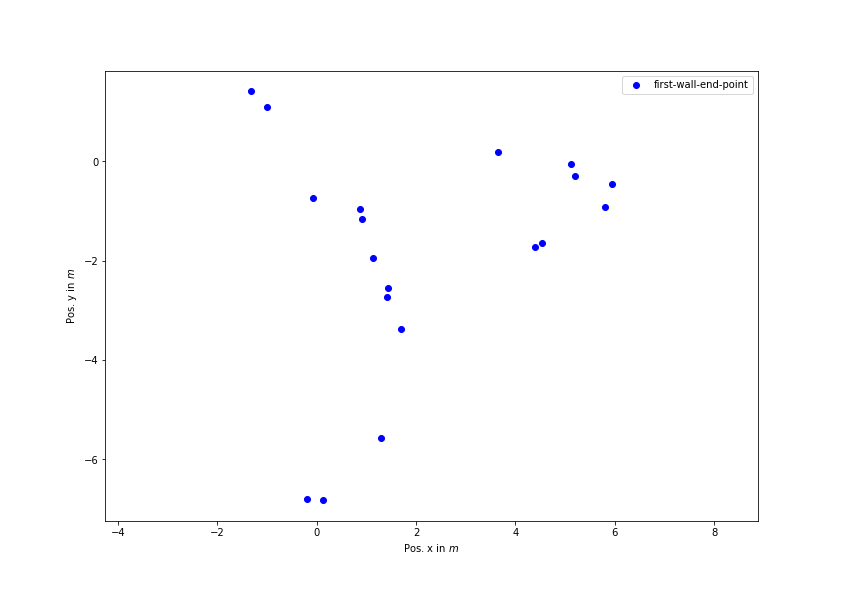 first-wall-end-point
0
−2
−4
−6
Pos. y in m
−4 −2 0 2 4 6 8
Pos. x in m